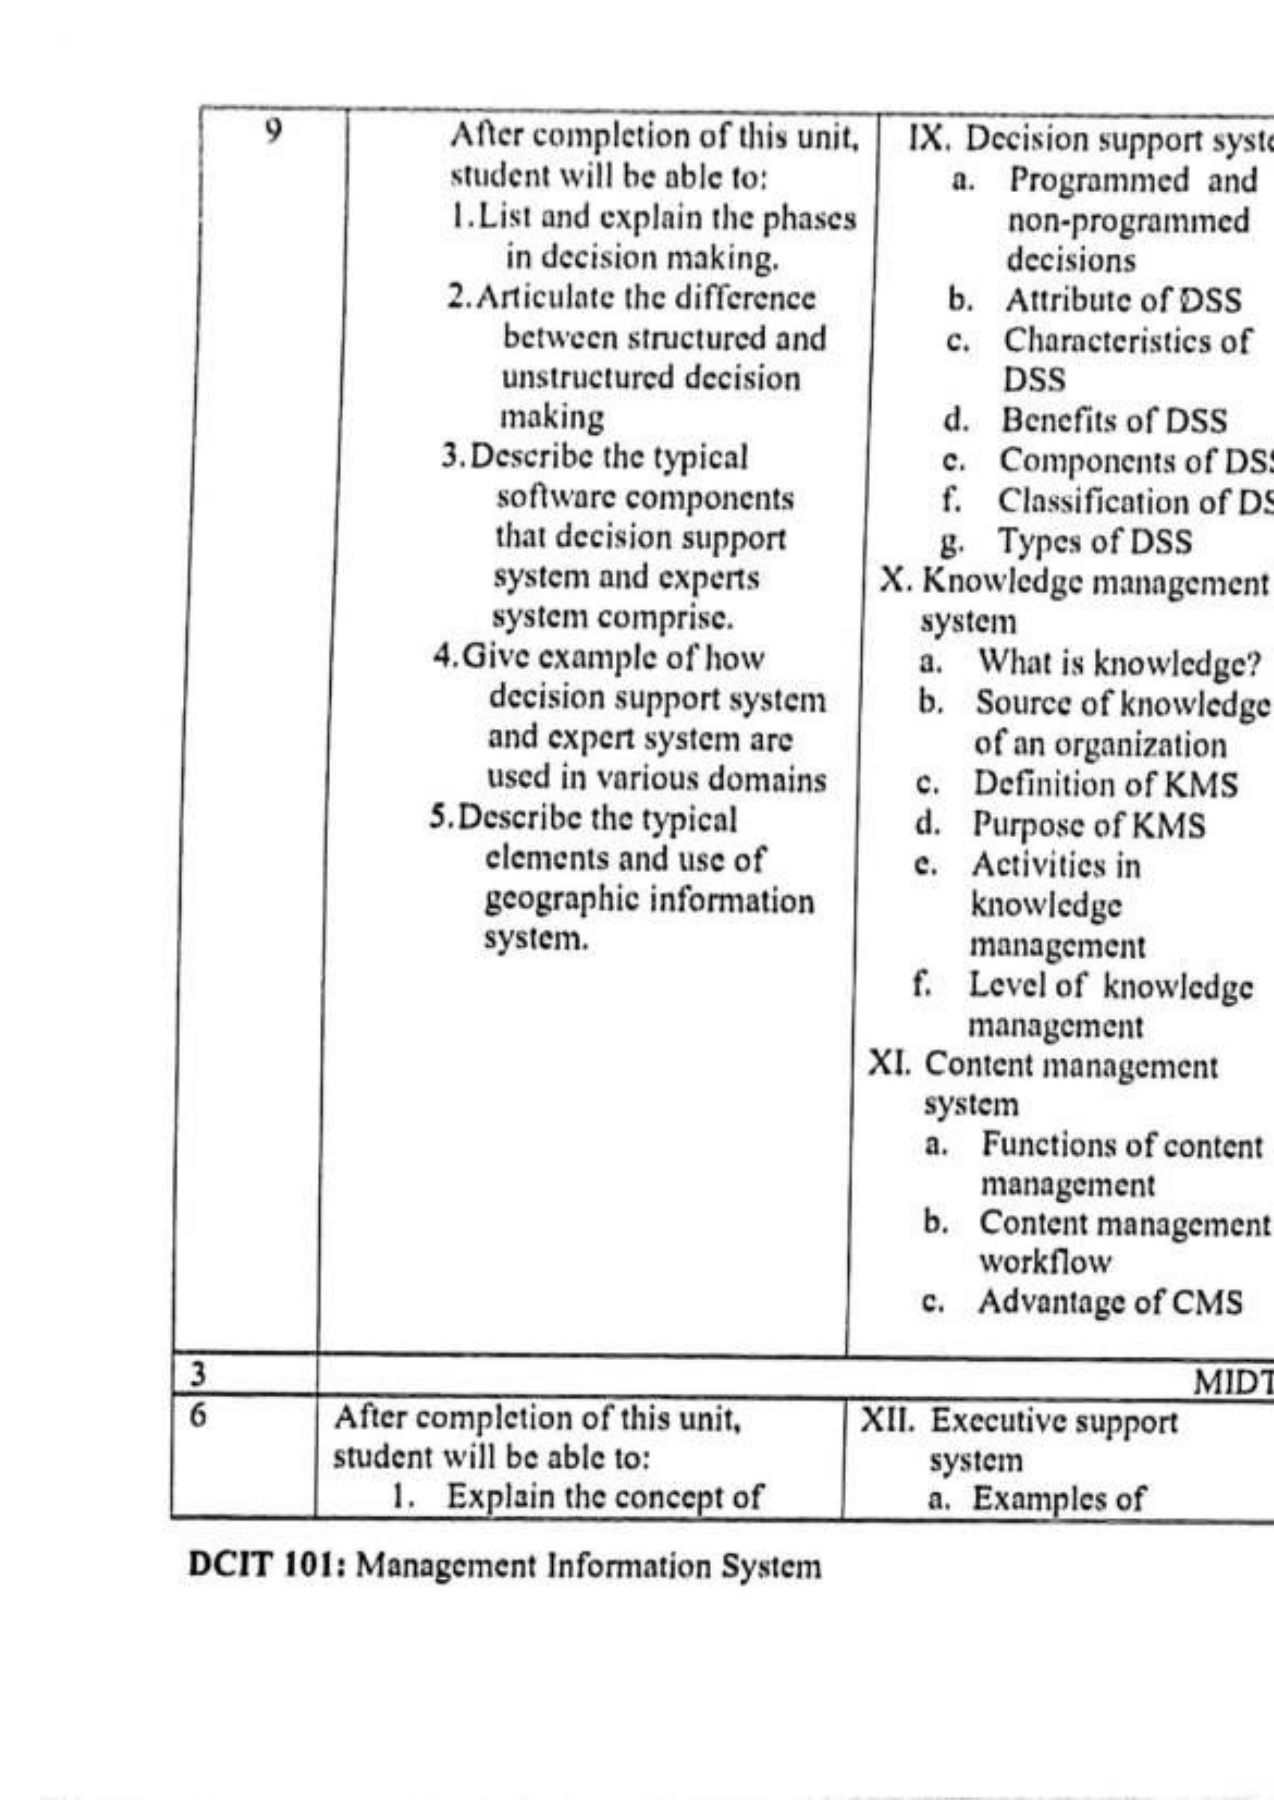 9
After completion of this unit,
student will be able to:
1.List and explain the phases
in decision making.
2.Articulate the difference
between structured and
unstructured decision
making
3.Describe the typical
software components
that decision support
system and experts
system comprise.
4.Give example of how
decision support system
and expert system are
used in various domains
5.Describe the typical
elements and use of
geographic information
system.
IX. Decision support syste
a. Programmed and
non-programmed
decisions
b. Attribute of DSS
c. Characteristics of
DSS
d. Benefits of DSS
e. Components of DSS
f. Classification of DS
g. Types of DSS
X. Knowledge management
system
a. What is knowledge?
b. Source of knowledge
of an organization
c. Definition of KMS
d. Purpose of KMS
e. Activities in
knowledge
management
f. Level of knowledge
management
XI. Content management
system
a. Functions of content
management
b. Content management
workflow
c. Advantage of CMS
3
MIDT
6
After completion of this unit,
student will be able to:
1. Explain the concept of
XII. Executive support
system
a. Examples of
DCIT 101: Management Information System